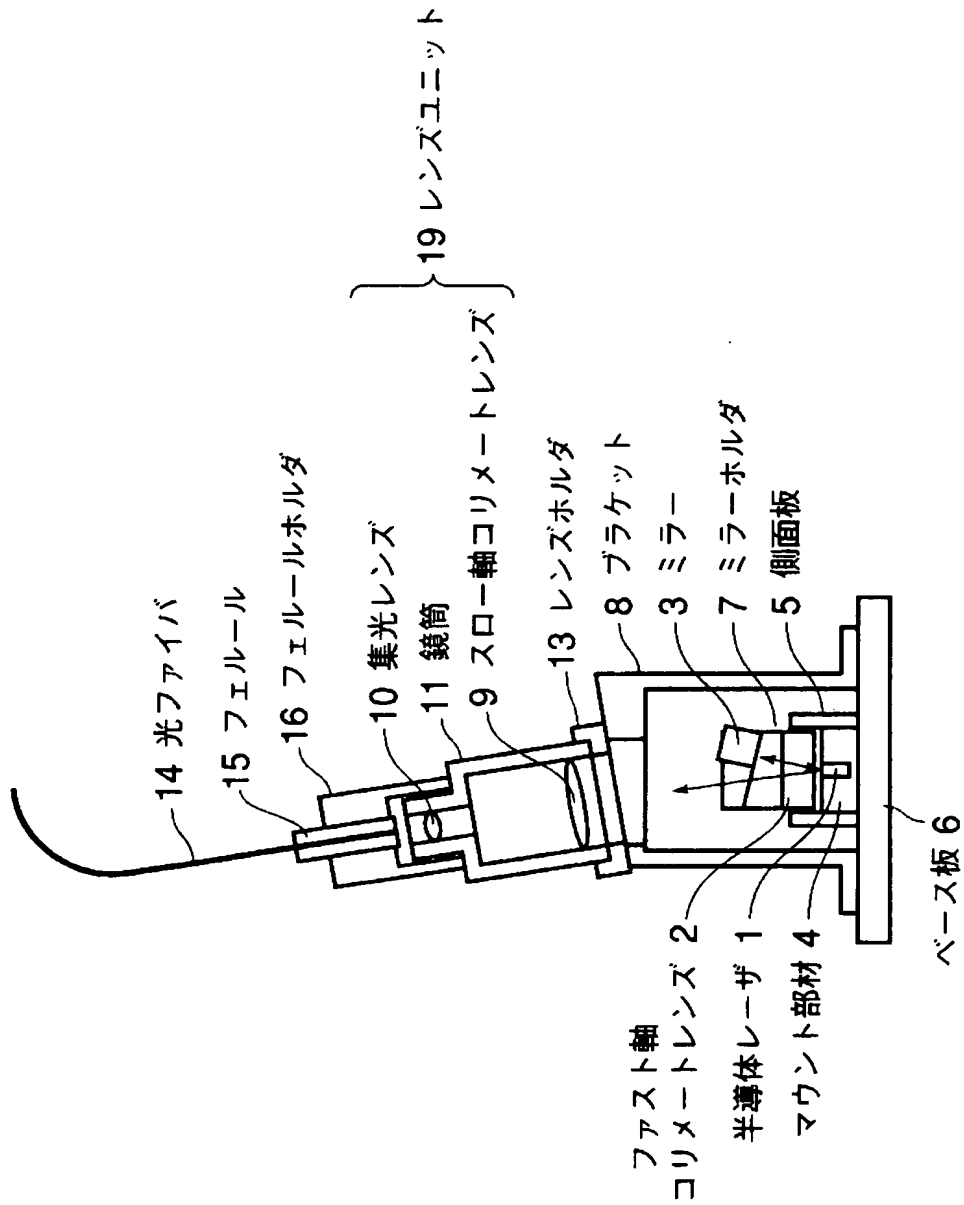 14 光ファイバ
15 フェルール
16 フェルールホルダ
10 集光レンズ
11 鏡筒
9 スロー軸コリメートレンズ
19 レンズユニット
13 レンズホルダ
8 ブラケット
3 ミラー
7 ミラーホルダ
5 側面板
ファスト軸
コリメートレンズ 2
半導体レーザ 1
マウント部材 4
ベース板 6